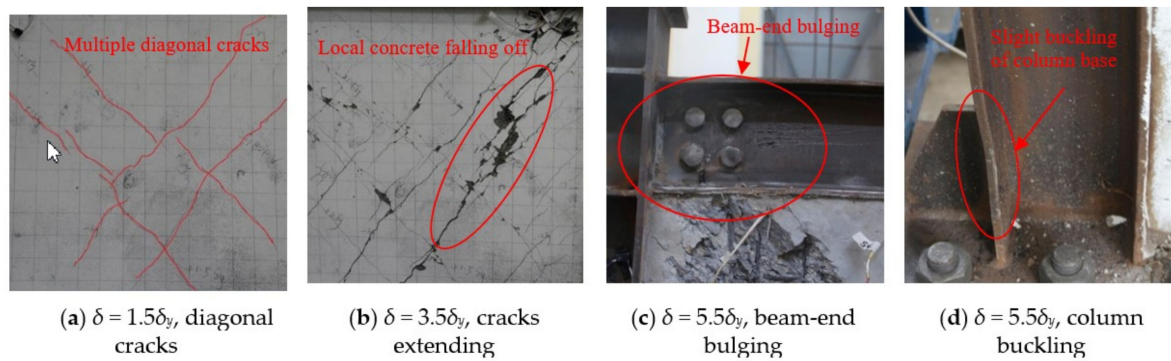 Multiple diagonal cracks
Local concrete falling off
Beam-end bulging
Slight buckling
of column base
(a) δ = 1.5δy, diagonal
cracks
(b) δ = 3.5δy, cracks
extending
(c) δ = 5.5δy, beam-end
bulging
(d) δ = 5.5δy, column
buckling